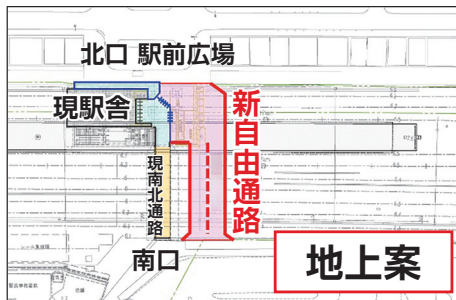 北口 駅前広場
現駅舎
新自由通路
現南北通路
南口
地上案